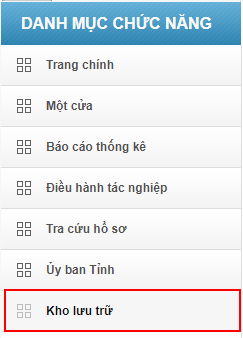 DANH MỤC CHỨC NĂNG
Trang chính
Một cửa
Báo cáo thống kê
Điều hành tác nghiệp
Tra cứu hồ sơ
Ủy ban Tỉnh
Kho lưu trữ